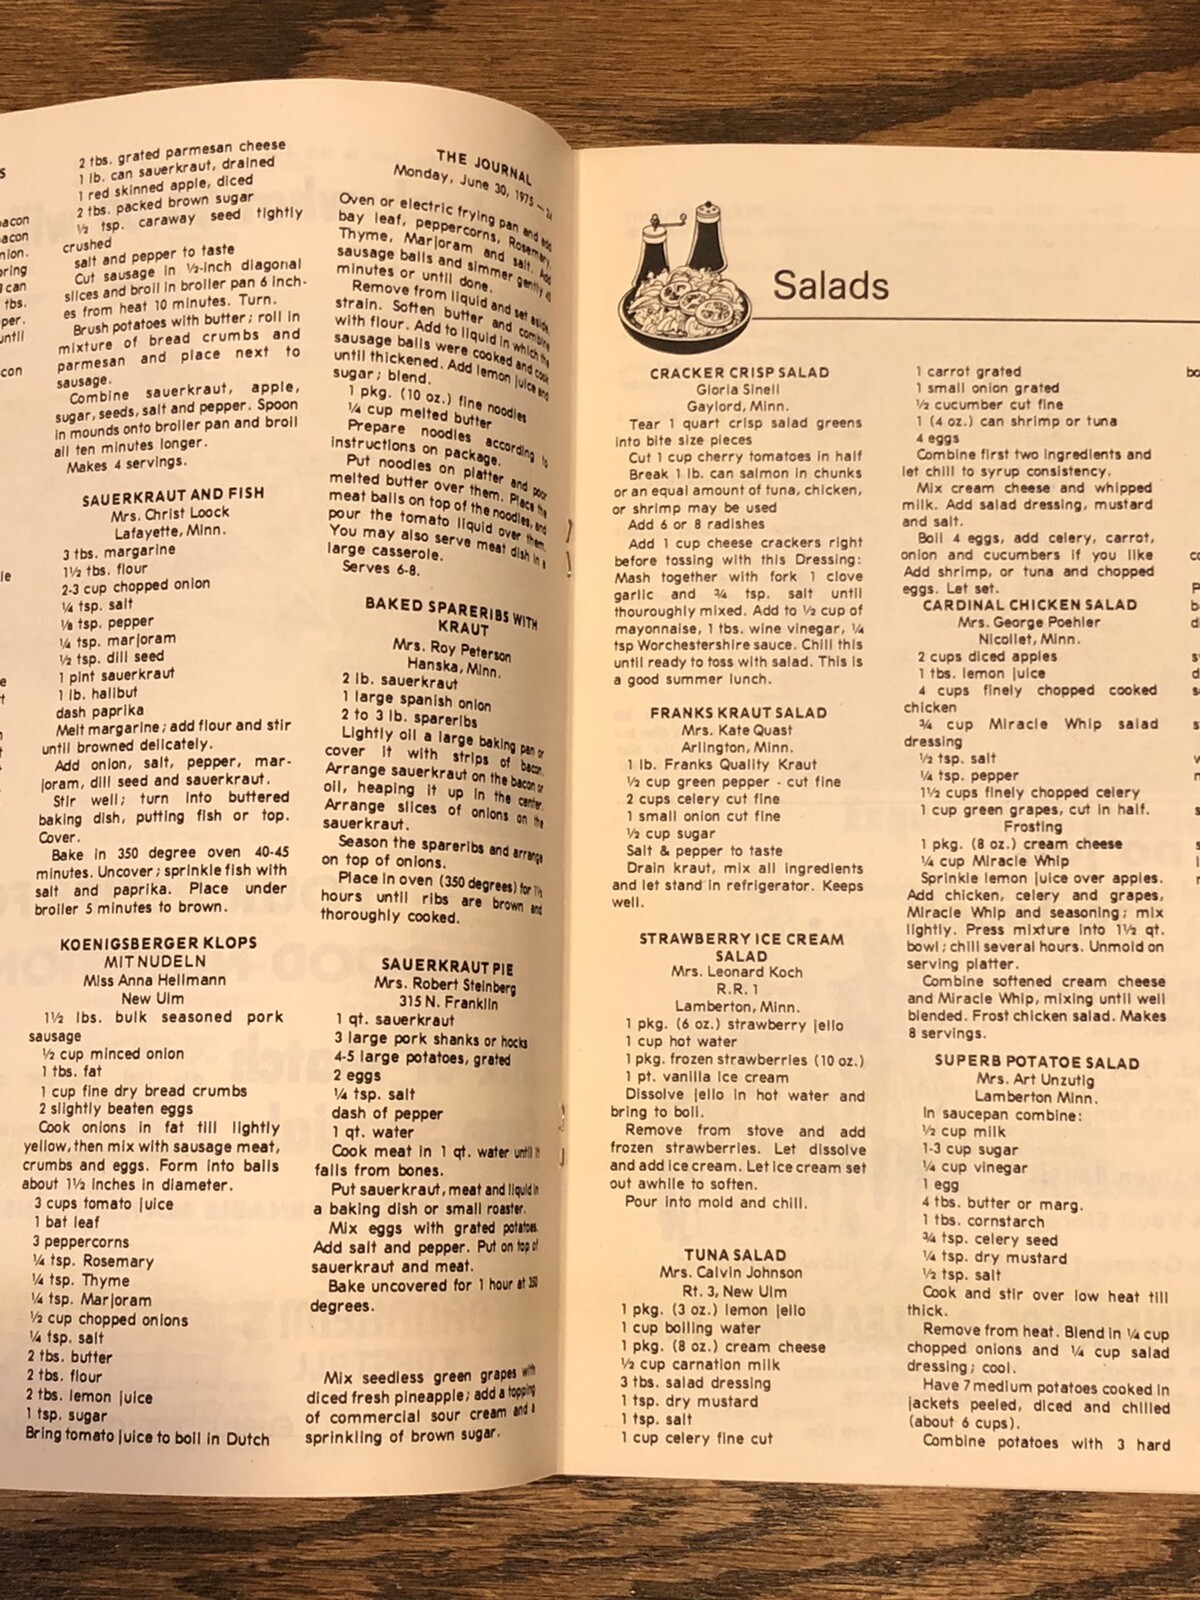 s
bacon
bacon
nion.
can
tbs.
until
acon
2 tbs. grated parmesan cheese
1 lb. can sauerkraut, drained
1 red skinned apple, diced
2 tbs. packed brown sugar
½ tsp. caraway seed lightly
crushed
salt and pepper to taste
Cut sausage in ½-inch diagonal
slices and broil in broiler pan 6 inch-
es from heat 10 minutes. Turn.
Brush potatoes with butter; roll in
mixture of bread crumbs and
parmesan and place next to
sausage.
Combine sauerkraut, apple,
sugar, seeds, salt and pepper. Spoon
in mounds onto broiler pan and broil
all ten minutes longer.
Makes 4 servings.
SAUERKRAUT AND FISH
Mrs. Christ Loock
Lafayette, Minn.
3 tbs. margarine
1½ tbs. flour
2-3 cup chopped onion
¼ tsp. salt
⅛ tsp. pepper
¼ tsp. marjoram
½ tsp. dill seed
1 pint sauerkraut
1 lb. halibut
dash paprika
Melt margarine; add flour and stir
until browned delicately.
Add onion, salt, pepper, mar-
joram, dill seed and sauerkraut.
Stir well; turn into buttered
baking dish, putting fish or top.
Cover.
Bake in 350 degree oven 40-45
minutes. Uncover; sprinkle fish with
salt and paprika. Place under
broiler 5 minutes to brown.
KOENIGSBERGER KLOPS
MIT NUDELN
Miss Anna Hellmann
New Ulm
1½ lbs. bulk seasoned pork
sausage
½ cup minced onion
1 tbs. fat
1 cup fine dry bread crumbs
2 slightly beaten eggs
Cook onions in fat till lightly
yellow, then mix with sausage meat,
crumbs and eggs. Form into balls
about 1½ inches in diameter.
3 cups tomato juice
1 bat leaf
3 peppercorns
¼ tsp. Rosemary
¼ tsp. Thyme
¼ tsp. Marjoram
½ cup chopped onions
¼ tsp. salt
2 tbs. butter
2 tbs. flour
2 tbs. lemon juice
1 tsp. sugar
Bring tomato juice to boil in Dutch
THE JOURNAL
Monday, June 30, 1975 —
Oven or electric frying pan and add
bay leaf, peppercorns, Rosemary,
Thyme, Marjoram and salt. Add
sausage balls and simmer gently 40
minutes or until done.
Remove from liquid and set aside,
strain. Soften butter and combine
with flour. Add to liquid in which the
sausage balls were cooked and cook
until thickened. Add lemon juice and
sugar; blend.
1 pkg. (10 oz.) fine noodles
¼ cup melted butter
Prepare noodles according to
instructions on package.
Put noodles on platter and poor
melted butter over them. Place the
meat balls on top of the noodles, and
pour the tomato liquid over them.
You may also serve meat dish in a
large casserole.
Serves 6-8.
BAKED SPARERIBS WITH
KRAUT
Mrs. Roy Peterson
Hanska, Minn.
2 lb. sauerkraut
1 large spanish onion
2 to 3 lb. spareribs
Lightly oil a large baking pan or
cover it with strips of bacon.
Arrange sauerkraut on the bacon or
oil, heaping it up in the center.
Arrange slices of onions on the
sauerkraut.
Season the spareribs and arrange
on top of onions.
Place in oven (350 degrees) for 1½
hours until ribs are brown and
thoroughly cooked.
SAUERKRAUT PIE
Mrs. Robert Steinberg
315 N. Franklin
1 qt. sauerkraut
3 large pork shanks or hocks
4-5 large potatoes, grated
2 eggs
¼ tsp. salt
dash of pepper
1 qt. water
Cook meat in 1 qt. water until it
falls from bones.
Put sauerkraut, meat and liquid in
a baking dish or small roaster.
Mix eggs with grated potatoes.
Add salt and pepper. Put on top of
sauerkraut and meat.
Bake uncovered for 1 hour at 350
degrees.
Mix seedless green grapes with
diced fresh pineapple; add a topping
of commercial sour cream and a
sprinkling of brown sugar.
Salads
CRACKER CRISP SALAD
Gloria Sinell
Gaylord, Minn.
Tear 1 quart crisp salad greens
into bite size pieces
Cut 1 cup cherry tomatoes in half
Break 1 lb. can salmon in chunks
or an equal amount of tuna, chicken,
or shrimp may be used
Add 6 or 8 radishes
Add 1 cup cheese crackers right
before tossing with this Dressing:
Mash together with fork 1 clove
garlic and ¾ tsp. salt until
thouroughly mixed. Add to ½ cup of
mayonnaise, 1 tbs. wine vinegar, ¼
tsp Worchestershire sauce. Chill this
until ready to toss with salad. This is
a good summer lunch.
FRANKS KRAUT SALAD
Mrs. Kate Quast
Arlington, Minn.
1 lb. Franks Quality Kraut
½ cup green pepper - cut fine
2 cups celery cut fine
1 small onion cut fine
½ cup sugar
Salt & pepper to taste
Drain kraut, mix all ingredients
and let stand in refrigerator. Keeps
well.
STRAWBERRY ICE CREAM
SALAD
Mrs. Leonard Koch
R.R. 1
Lamberton, Minn.
1 pkg. (6 oz.) strawberry jello
1 cup hot water
1 pkg. frozen strawberries (10 oz.)
1 pt. vanilla ice cream
Dissolve jello in hot water and
bring to boil.
Remove from stove and add
frozen strawberries. Let dissolve
and add ice cream. Let ice cream set
out awhile to soften.
Pour into mold and chill.
TUNA SALAD
Mrs. Calvin Johnson
Rt. 3, New Ulm
1 pkg. (3 oz.) lemon jello
1 cup boiling water
1 pkg. (8 oz.) cream cheese
½ cup carnation milk
3 tbs. salad dressing
1 tsp. dry mustard
1 tsp. salt
1 cup celery fine cut
1 carrot grated
1 small onion grated
½ cucumber cut fine
1 (4 oz.) can shrimp or tuna
4 eggs
Combine first two ingredients and
let chill to syrup consistency.
Mix cream cheese and whipped
milk. Add salad dressing, mustard
and salt.
Boil 4 eggs, add celery, carrot,
onion and cucumbers if you like
Add shrimp, or tuna and chopped
eggs. Let set.
CARDINAL CHICKEN SALAD
Mrs. George Poehler
Nicollet, Minn.
2 cups diced apples
1 tbs. lemon juice
4 cups finely chopped cooked
chicken
¾ cup Miracle Whip salad
dressing
½ tsp. salt
¼ tsp. pepper
1½ cups finely chopped celery
1 cup green grapes, cut in half.
Frosting
1 pkg. (8 oz.) cream cheese
¼ cup Miracle Whip
Sprinkle lemon juice over apples.
Add chicken, celery and grapes,
Miracle Whip and seasoning; mix
lightly. Press mixture into 1½ qt.
bowl; chill several hours. Unmold on
serving platter.
Combine softened cream cheese
and Miracle Whip, mixing until well
blended. Frost chicken salad. Makes
8 servings.
SUPERB POTATOE SALAD
Mrs. Art Unzutig
Lamberton Minn.
In saucepan combine:
½ cup milk
1-3 cup sugar
¼ cup vinegar
1 egg
4 tbs. butter or marg.
1 tbs. cornstarch
¾ tsp. celery seed
¼ tsp. dry mustard
½ tsp. salt
Cook and stir over low heat till
thick.
Remove from heat. Blend in ¼ cup
chopped onions and ¼ cup salad
dressing; cool.
Have 7 medium potatoes cooked in
jackets peeled, diced and chilled
(about 6 cups).
Combine potatoes with 3 hard